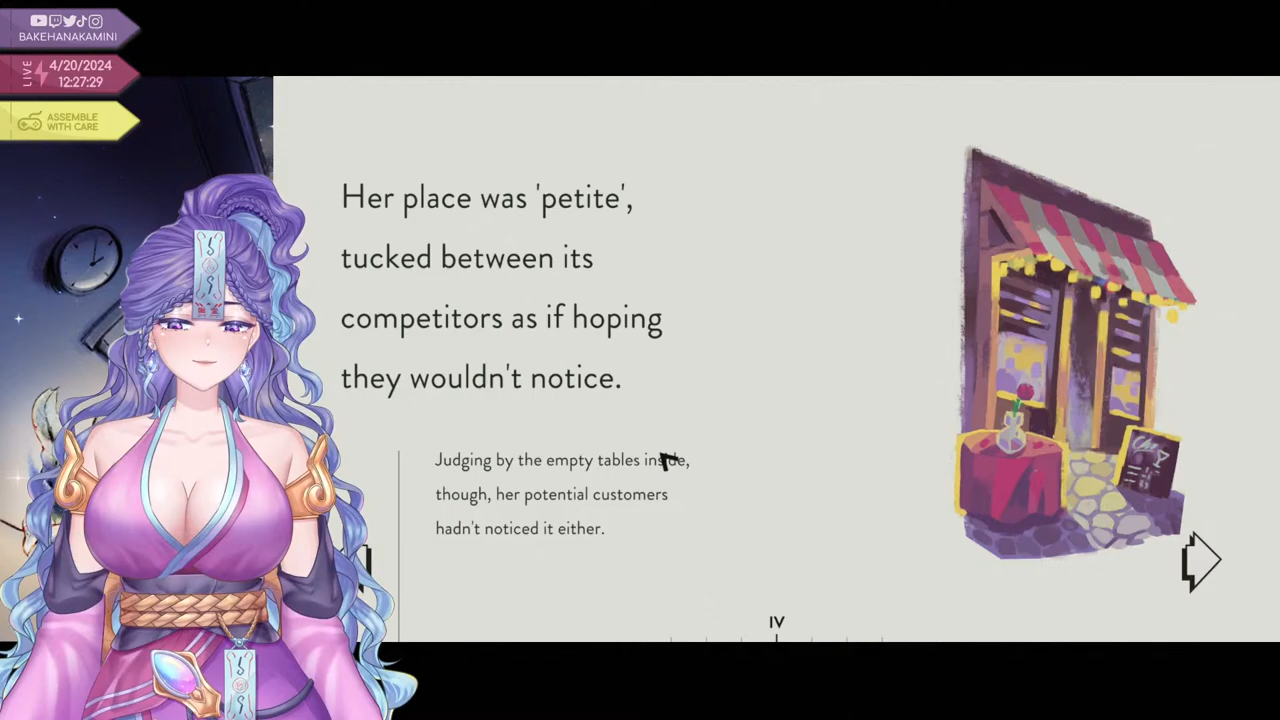 BAKEHANAKAMINI
LIVE
4/20/2024
12:27:29
ASSEMBLE
WITH CARE
Her place was 'petite',
tucked between its
competitors as if hoping
they wouldn't notice.
Judging by the empty tables inside,
though, her potential customers
hadn't noticed it either.
IV